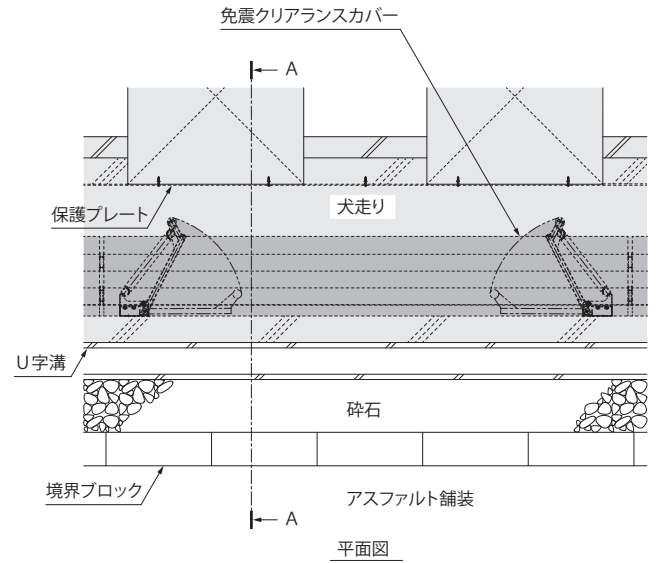 免震クリアランスカバー
A
保護プレート
犬走り
U字溝
砕石
境界ブロック
アスファルト舗装
A
平面図